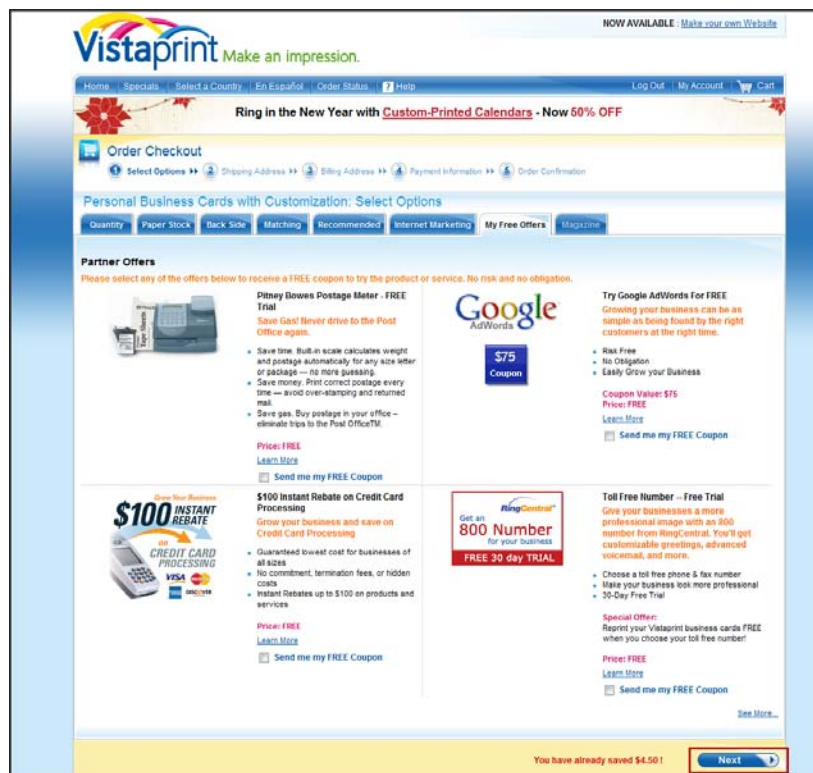 NOW AVAILABLE : Make your own Website
Vistaprint Make an impression.
Home Specials Select a Country En Español Order Status ? Help Log Out My Account Cart
Ring in the New Year with Custom-Printed Calendars - Now 50% OFF
Order Checkout
1 Select Options 2 Shipping Address 3 Billing Address 4 Payment Information 5 Order Confirmation
Personal Business Cards with Customization: Select Options
Quantity Paper Stock Back Side Matching Recommended Internet Marketing My Free Offers Magazine
Partner Offers
Please select any of the offers below to receive a FREE coupon to try the product or service. No risk and no obligation.
Tape Sheets
Pitney Bowes Postage Meter - FREE
Trial
Save Gas! Never drive to the Post
Office again.
Save time. Built-in scale calculates weight
and postage automatically for any size letter
or package — no more guessing.
Save money. Print correct postage every
time — avoid over-stamping and returned
mail.
Save gas. Buy postage in your office –
eliminate trips to the Post OfficeTM.
Price: FREE
Learn More
Send me my FREE Coupon
Google
AdWords
$75
Coupon
Try Google AdWords For FREE
Growing your business can be as
simple as being found by the right
customers at the right time.
Risk Free
No Obligation
Easily Grow your Business
Coupon Value: $75
Price: FREE
Learn More
Send me my FREE Coupon
Grow Your Business
$100 INSTANT
REBATE
on
CREDIT CARD
PROCESSING
VISA
DISCOVER
$100 Instant Rebate on Credit Card
Processing
Grow your business and save on
Credit Card Processing
Guaranteed lowest cost for businesses of
all sizes
No commitment, termination fees, or hidden
costs
Instant Rebates up to $100 on products and
services
Price: FREE
Learn More
Send me my FREE Coupon
RingCentral
Get an
800 Number
for your business
FREE 30 day TRIAL
Toll Free Number -- Free Trial
Give your businesses a more
professional image with an 800
number from RingCentral. You'll get
customizable greetings, advanced
voicemail, and more.
Choose a toll free phone & fax number
Make your business look more professional
30-Day Free Trial
Special Offer:
Reprint your Vistaprint business cards FREE
when you choose your toll free number!
Price: FREE
Learn More
Send me my FREE Coupon
See More...
You have already saved $4.50 !
Next